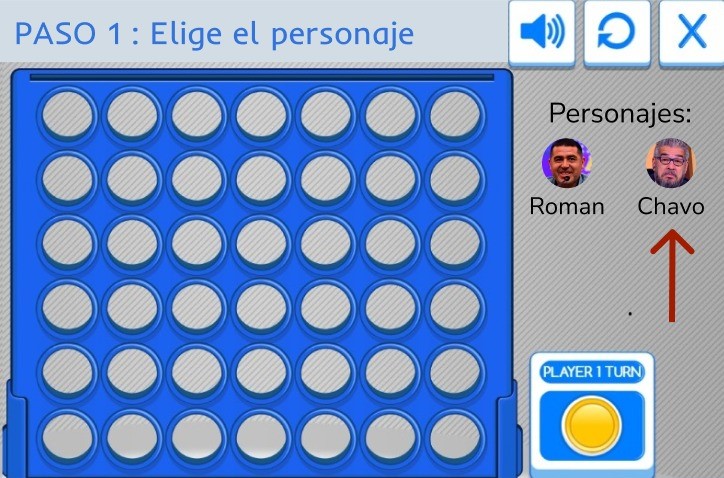 PASO 1 : Elige el personaje
X
Personajes:
Roman
Chavo
PLAYER 1 TURN